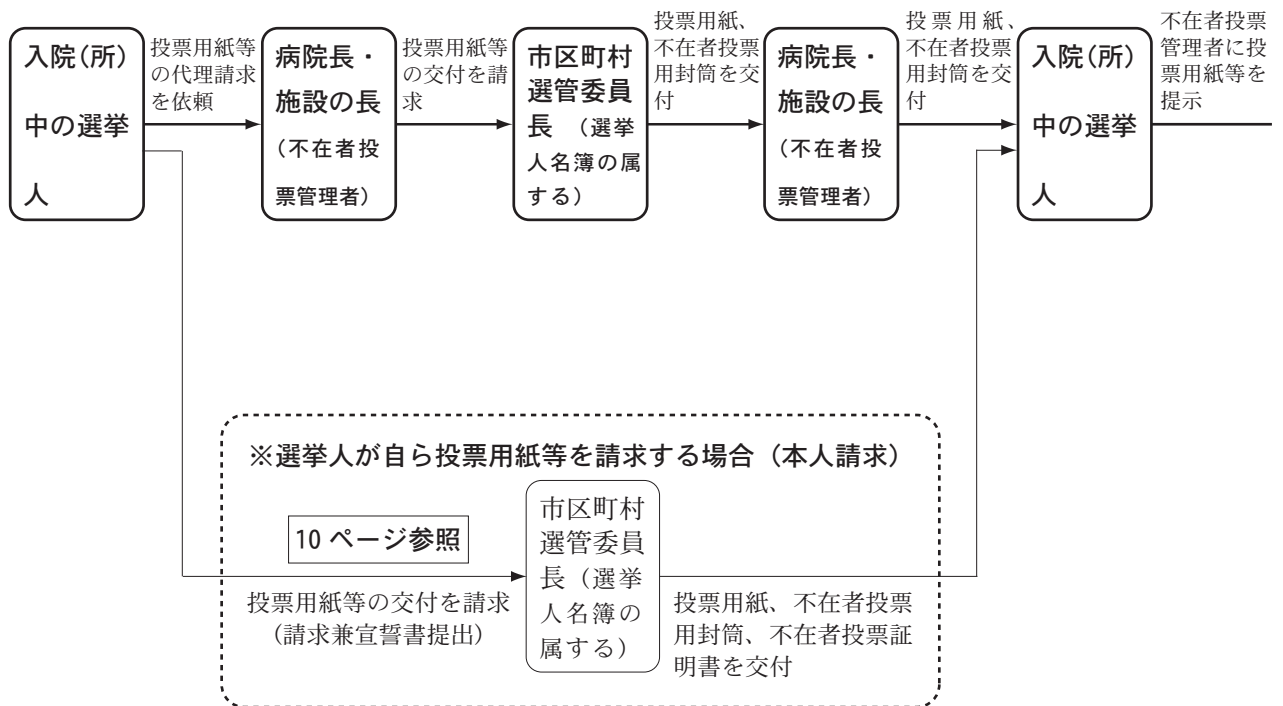 入院(所)
中の選挙
人
投票用紙等
の代理請求
を依頼
病院長・
施設の長
（不在者投
票管理者）
投票用紙等
の交付を請
求
市区町村
選管委員
長（選挙
人名簿の属
する）
投票用紙、
不在者投票
用封筒を交
付
病院長・
施設の長
（不在者投
票管理者）
投票用紙、
不在者投票
用封筒を交
付
入院(所)
中の選挙
人
不在者投票
管理者に投
票用紙等を
提示
※選挙人が自ら投票用紙等を請求する場合（本人請求）
10 ページ参照
投票用紙等の交付を請求
（請求兼宣誓書提出）
市区町村
選管委員
長（選挙
人名簿の
属する）
投票用紙、不在者投票
用封筒、不在者投票証
明書を交付